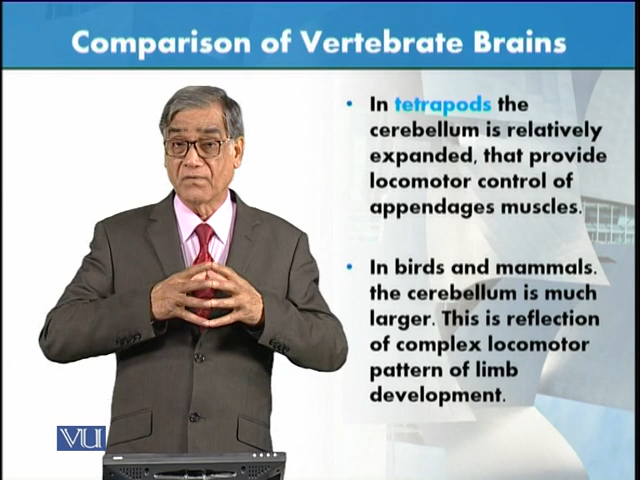 Comparison of Vertebrate Brains
• In tetrapods the
cerebellum is relatively
expanded, that provide
locomotor control of
appendages muscles.
• In birds and mammals.
the cerebellum is much
larger. This is reflection
of complex locomotor
pattern of limb
development.
VU